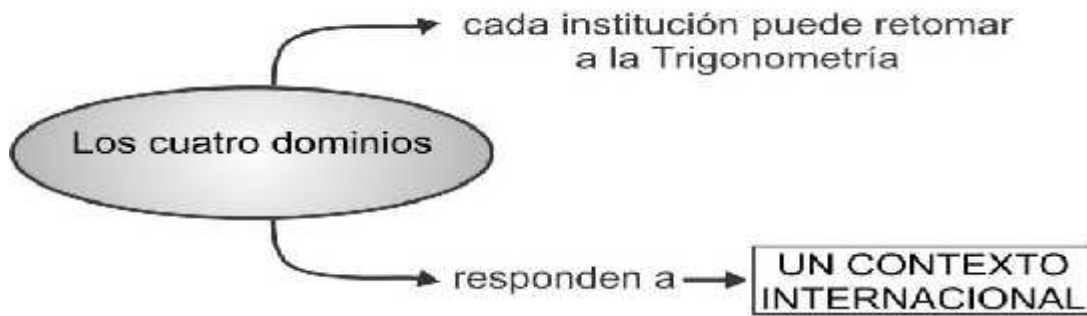 cada institución puede retomar
a la Trigonometría
Los cuatro dominios
responden a
UN CONTEXTO
INTERNACIONAL